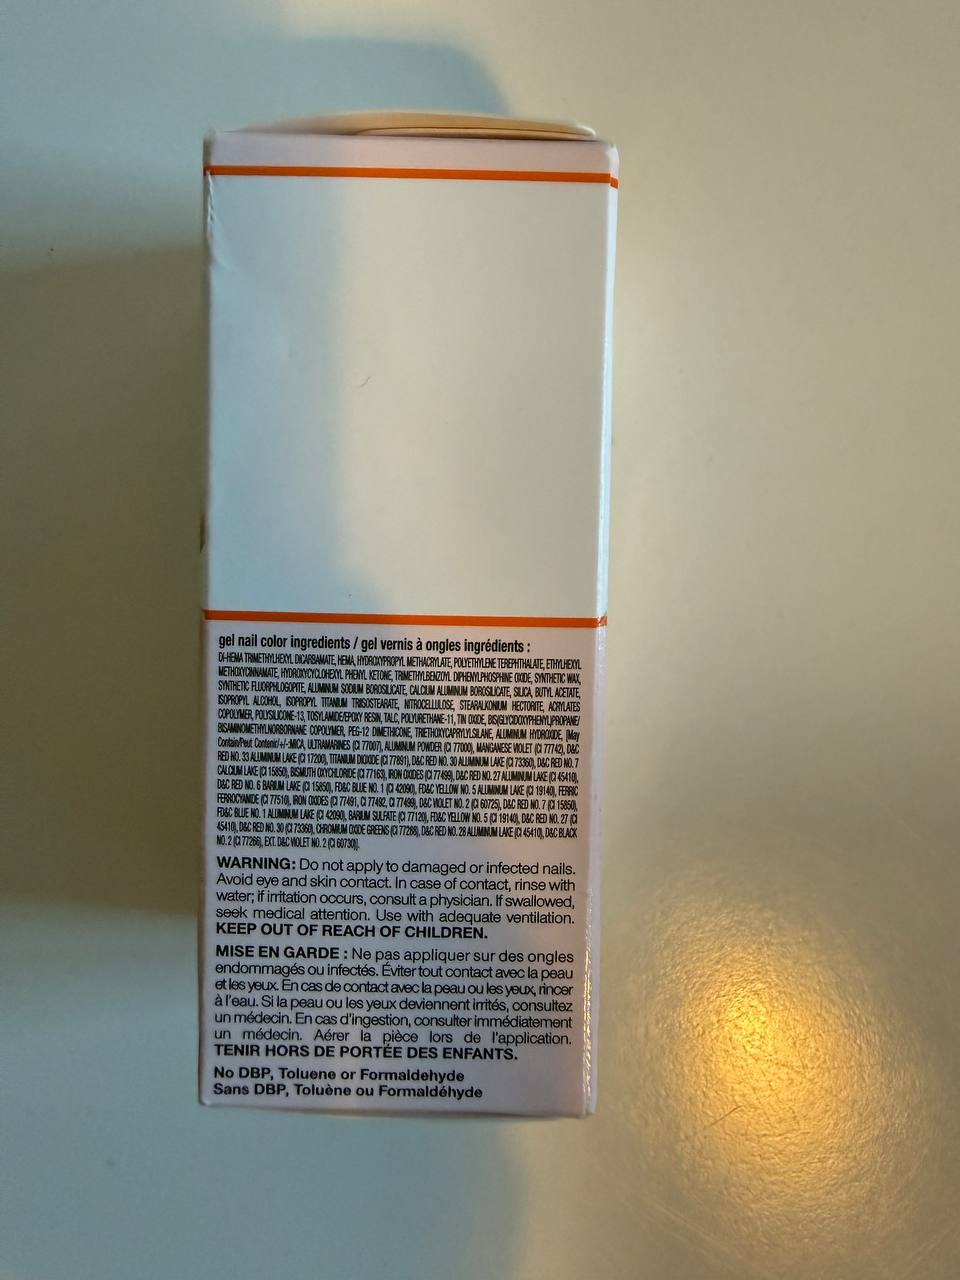 gel nail color ingredients / gel vernis à ongles ingrédients :
DI-HEMA TRIMETHYLHEXYL DICARBAMATE, HEMA, HYDROXYPROPYL METHACRYLATE, POLYETHYLENE TEREPHTHALATE, ETHYLHEXYL
METHOXYCINNAMATE, HYDROXYCYCLOHEXYL PHENYL KETONE, TRIMETHYLBENZOYL DIPHENYLPHOSPHINE OXIDE, SYNTHETIC WAX,
SYNTHETIC FLUORPHLOGOPITE, ALUMINUM SODIUM BOROSILICATE, CALCIUM ALUMINUM BOROSILICATE, SILICA, BUTYL ACETATE,
ISOPROPYL ALCOHOL, ISOPROPYL TITANIUM TRIISOSTEARATE, NITROCELLULOSE, STEARALKONIUM HECTORITE, ACRYLATES
COPOLYMER, POLYSILICONE-13, TOSYLAMIDE/EPOXY RESIN, TALC, POLYURETHANE-11, TIN OXIDE, BIS(GLYCIDOXYPHENYL)PROPANE/
BISAMINOMETHYLNORBORNANE COPOLYMER, PEG-12 DIMETHICONE, TRIETHOXYCAPRYLYLSILANE, ALUMINUM HYDROXIDE, [May
Contain/Peut Contenir/+/-:MICA, ULTRAMARINES (CI 77007), ALUMINUM POWDER (CI 77000), MANGANESE VIOLET (CI 77742), D&C
RED NO. 33 ALUMINUM LAKE (CI 17200), TITANIUM DIOXIDE (CI 77891), D&C RED NO. 30 ALUMINUM LAKE (CI 73360), D&C RED NO. 7
CALCIUM LAKE (CI 15850), BISMUTH OXYCHLORIDE (CI 77163), IRON OXIDES (CI 77499), D&C RED NO. 27 ALUMINUM LAKE (CI 45410),
D&C RED NO. 6 BARIUM LAKE (CI 15850), FD&C BLUE NO. 1 (CI 42090), FD&C YELLOW NO. 5 ALUMINUM LAKE (CI 19140), FERRIC
FERROCYANIDE (CI 77510), IRON OXIDES (CI 77491, CI 77492, CI 77499), D&C VIOLET NO. 2 (CI 60725), D&C RED NO. 7 (CI 15850),
FD&C BLUE NO. 1 ALUMINUM LAKE (CI 42090), BARIUM SULFATE (CI 77120), FD&C YELLOW NO. 5 (CI 19140), D&C RED NO. 27 (CI
45410), D&C RED NO. 30 (CI 73360), CHROMIUM OXIDE GREENS (CI 77288), D&C RED NO. 28 ALUMINUM LAKE (CI 45410), D&C BLACK
NO. 2 (CI 77266), EXT. D&C VIOLET NO. 2 (CI 60730)].
WARNING: Do not apply to damaged or infected nails.
Avoid eye and skin contact. In case of contact, rinse with
water; if irritation occurs, consult a physician. If swallowed,
seek medical attention. Use with adequate ventilation.
KEEP OUT OF REACH OF CHILDREN.
MISE EN GARDE : Ne pas appliquer sur des ongles
endommagés ou infectés. Éviter tout contact avec la peau
et les yeux. En cas de contact avec la peau ou les yeux, rincer
à l'eau. Si la peau ou les yeux deviennent irrités, consultez
un médecin. En cas d'ingestion, consulter immédiatement
un médecin. Aérer la pièce lors de l'application.
TENIR HORS DE PORTÉE DES ENFANTS.
No DBP, Toluene or Formaldehyde
Sans DBP, Toluène ou Formaldéhyde